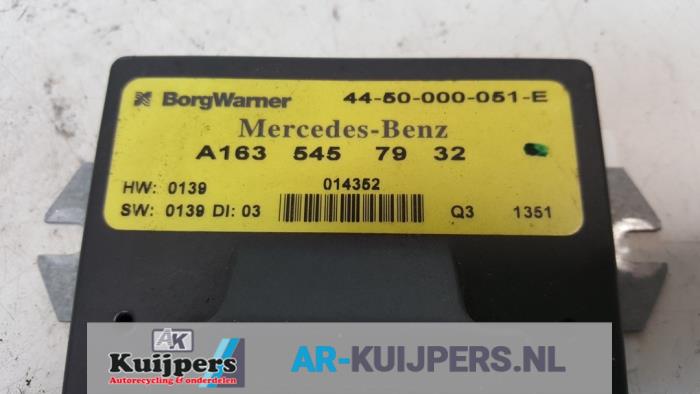 BorgWarner 44-50-000-051-E
Mercedes-Benz
A163 545 79 32
HW: 0139 014352
SW: 0139 DI: 03 Q3 1351
AK
Kuijpers
Autorecycling & onderdelen
AR-KUIJPERS.NL